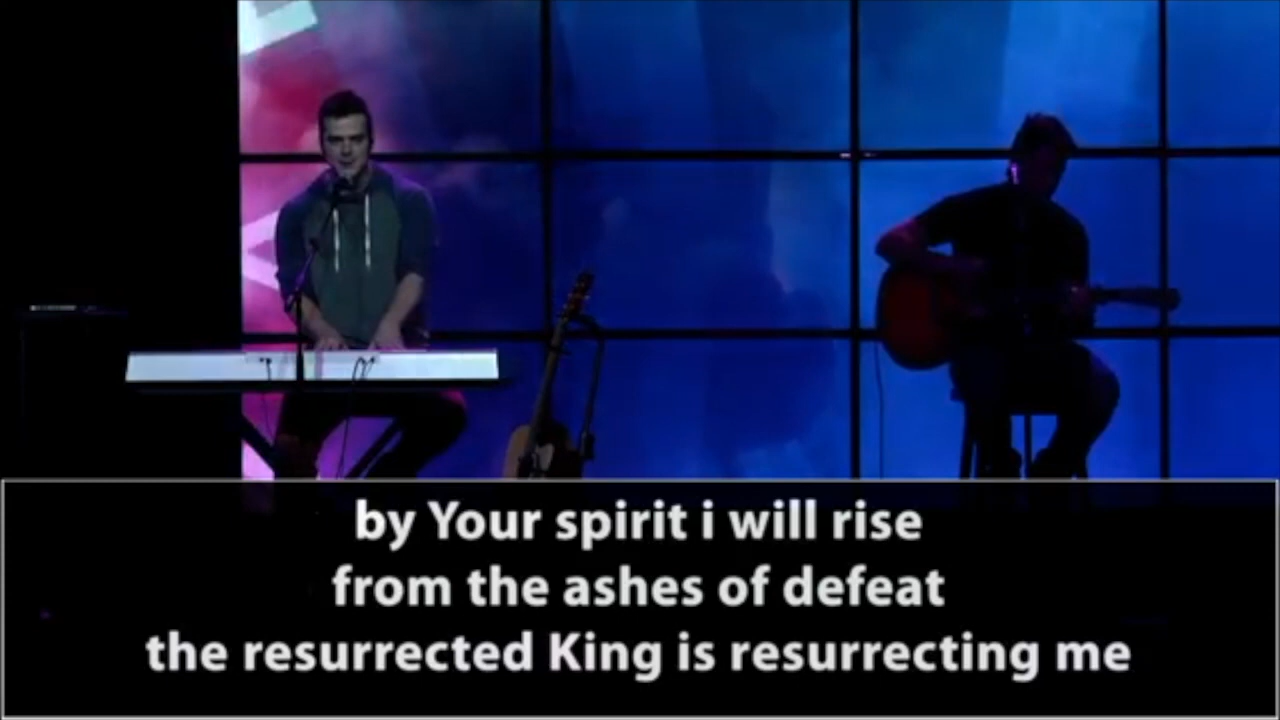 by Your spirit i will rise
from the ashes of defeat
the resurrected King is resurrecting me